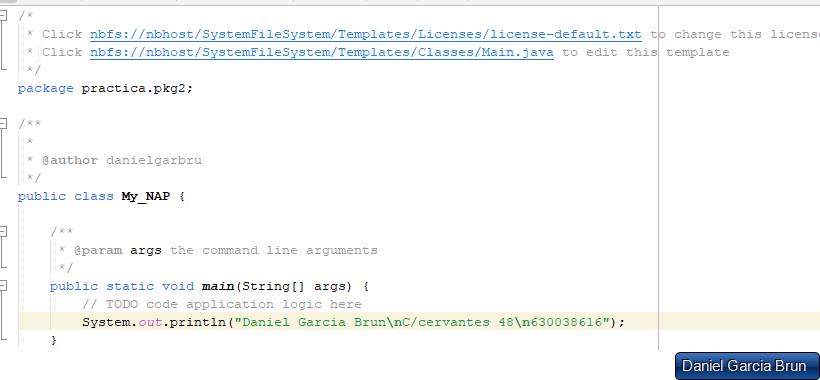 /*
 * Click nbfs://nbhost/SystemFileSystem/Templates/Licenses/license-default.txt to change this license
 * Click nbfs://nbhost/SystemFileSystem/Templates/Classes/Main.java to edit this template
 */
package practica.pkg2;
/**
 *
 * @author danielgarbru
 */
public class My_NAP {
    /**
     * @param args the command line arguments
     */
    public static void main(String[] args) {
        // TODO code application logic here
        System.out.println("Daniel Garcia Brun\nC/cervantes 48\n630038616");
    }
Daniel Garcia Brun